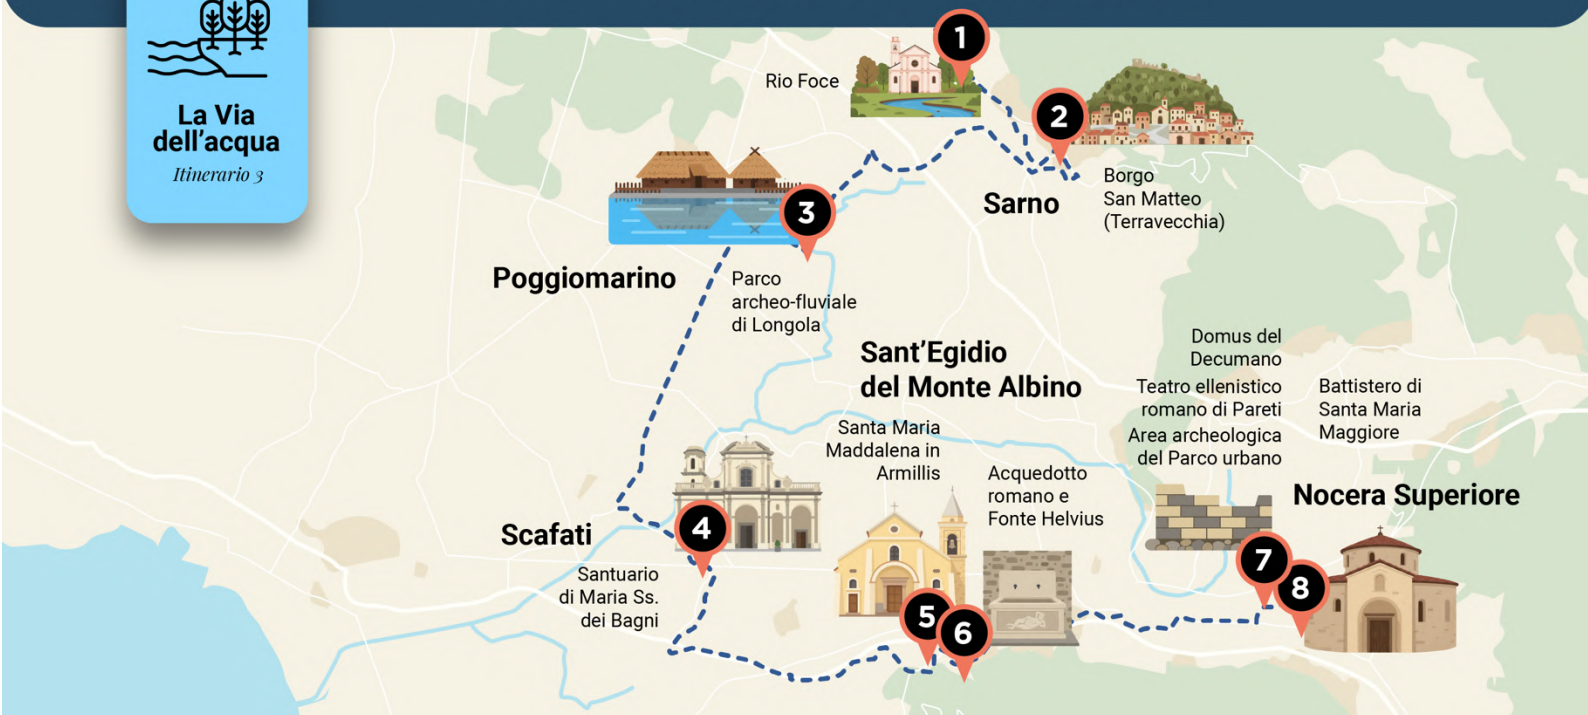 La Via
dell'acqua
Itinerario 3
1
Rio Foce
2
Borgo
San Matteo
(Terravecchia)
Sarno
3
Poggiomarino
Parco
archeo-fluviale
di Longola
Sant'Egidio
del Monte Albino
Santa Maria
Maddalena in
Armillis
Acquedotto
romano e
Fonte Helvius
Domus del
Decumano
Teatro ellenistico
romano di Pareti
Area archeologica
del Parco urbano
Battistero di
Santa Maria
Maggiore
Nocera Superiore
Scafati
4
Santuario
di Maria Ss.
dei Bagni
5
6
7
8